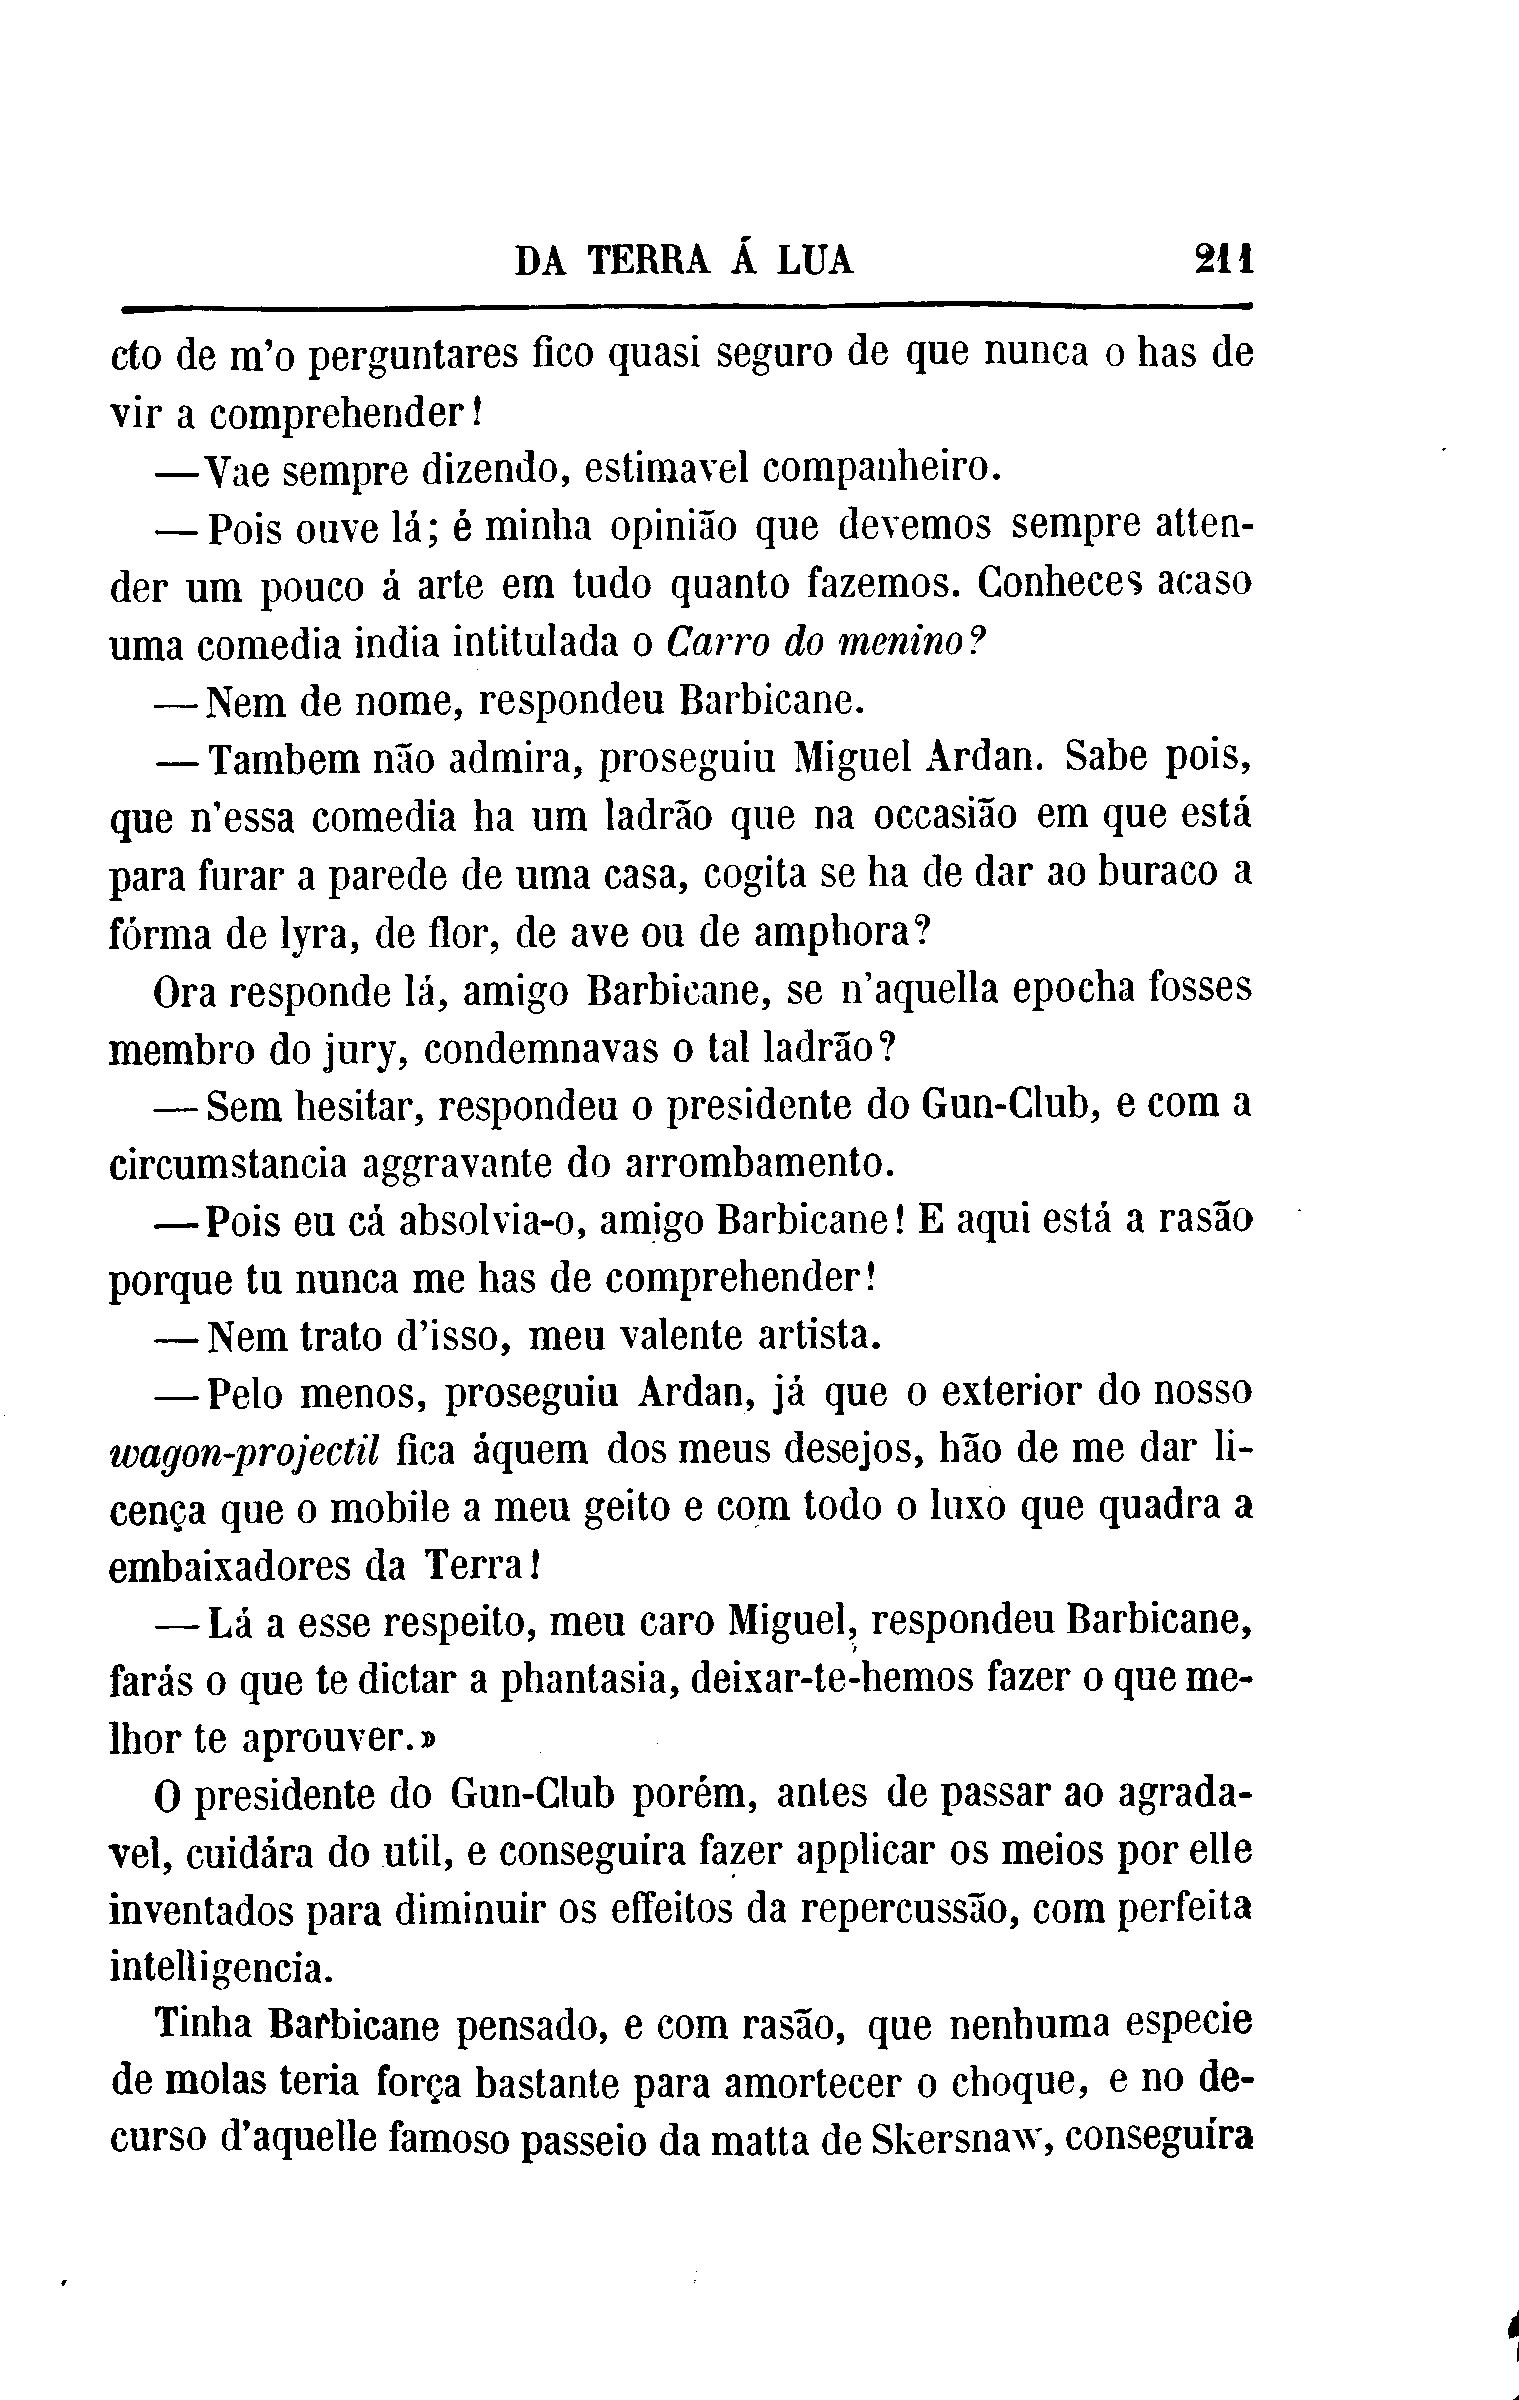 DA TERRA Á LUA 211
cto de m'o perguntares fico quasi seguro de que nunca o has de
vir a comprehender!
—Vae sempre dizendo, estimavel companheiro.
—Pois ouve lá; é minha opinião que devemos sempre atten-
der um pouco á arte em tudo quanto fazemos. Conheces acaso
uma comedia india intitulada o Carro do menino?
—Nem de nome, respondeu Barbicane.
—Tambem não admira, proseguiu Miguel Ardan. Sabe pois,
que n'essa comedia ha um ladrão que na occasião em que está
para furar a parede de uma casa, cogita se ha de dar ao buraco a
fórma de lyra, de flor, de ave ou de amphora?
Ora responde lá, amigo Barbicane, se n'aquella epocha fosses
membro do jury, condemnavas o tal ladrão?
—Sem hesitar, respondeu o presidente do Gun-Club, e com a
circumstancia aggravante do arrombamento.
—Pois eu cá absolvia-o, amigo Barbicane! E aqui está a rasão
porque tu nunca me has de comprehender!
—Nem trato d'isso, meu valente artista.
—Pelo menos, proseguiu Ardan, já que o exterior do nosso
wagon-projectil fica áquem dos meus desejos, hão de me dar li-
cença que o mobile a meu geito e com todo o luxo que quadra a
embaixadores da Terra!
—Lá a esse respeito, meu caro Miguel, respondeu Barbicane,
farás o que te dictar a phantasia, deixar-te-hemos fazer o que me-
lhor te aprouver.»
O presidente do Gun-Club porém, antes de passar ao agrada-
vel, cuidára do util, e conseguíra fazer applicar os meios por elle
inventados para diminuir os effeitos da repercussão, com perfeita
intelligencia.
Tinha Barbicane pensado, e com rasão, que nenhuma especie
de molas teria força bastante para amortecer o choque, e no de-
curso d'aquelle famoso passeio da matta de Skersnaw, conseguíra